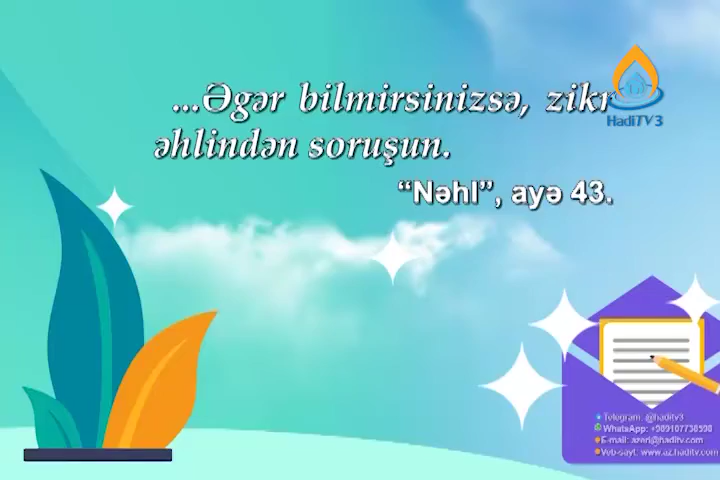 ...Əgər bilmirsinizsə, zikr
əhlindən soruşun.
“Nəhl”, ayə 43.
HadiTV3
Telegram: @haditv3
WhatsApp: +989107738598
E-mail: azeri@haditv.com
Veb-sayt: www.az.haditv.com